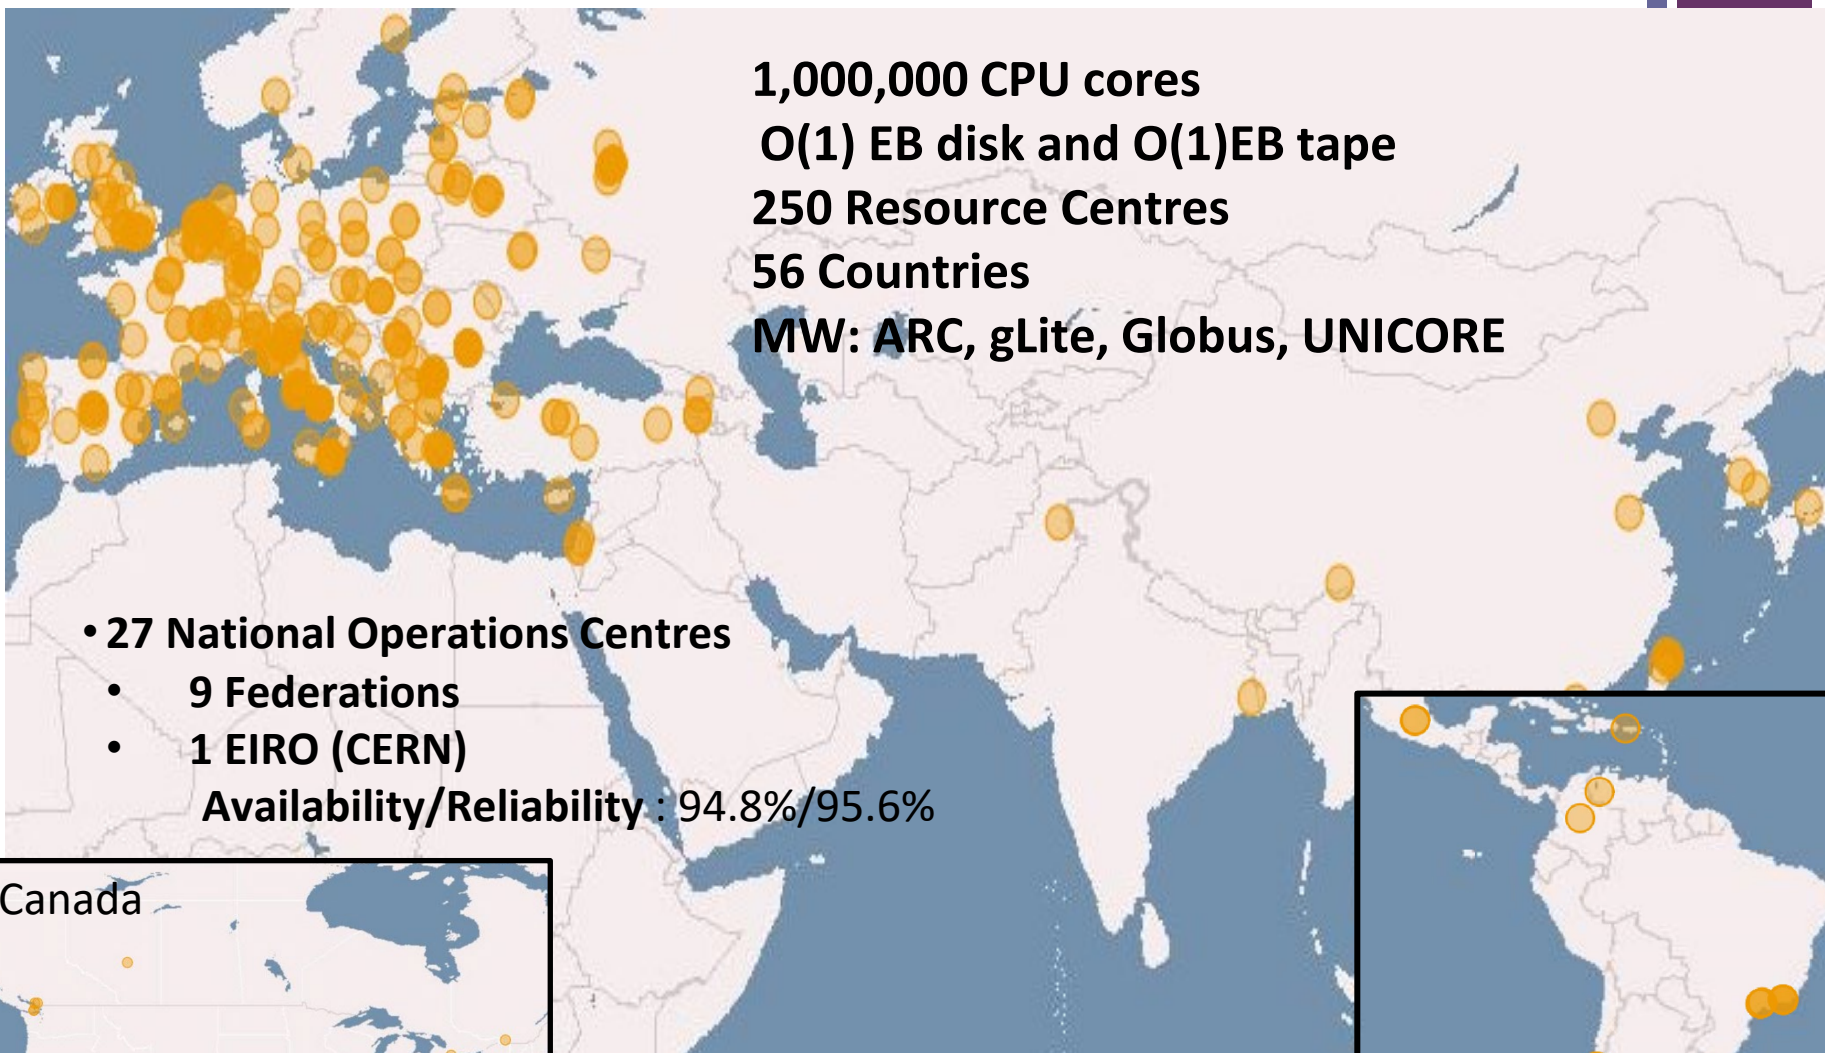 1,000,000 CPU cores
O(1) EB disk and O(1)EB tape
250 Resource Centres
56 Countries
MW: ARC, gLite, Globus, UNICORE
• 27 National Operations Centres
• 9 Federations
• 1 EIRO (CERN)
Availability/Reliability : 94.8%/95.6%
Canada